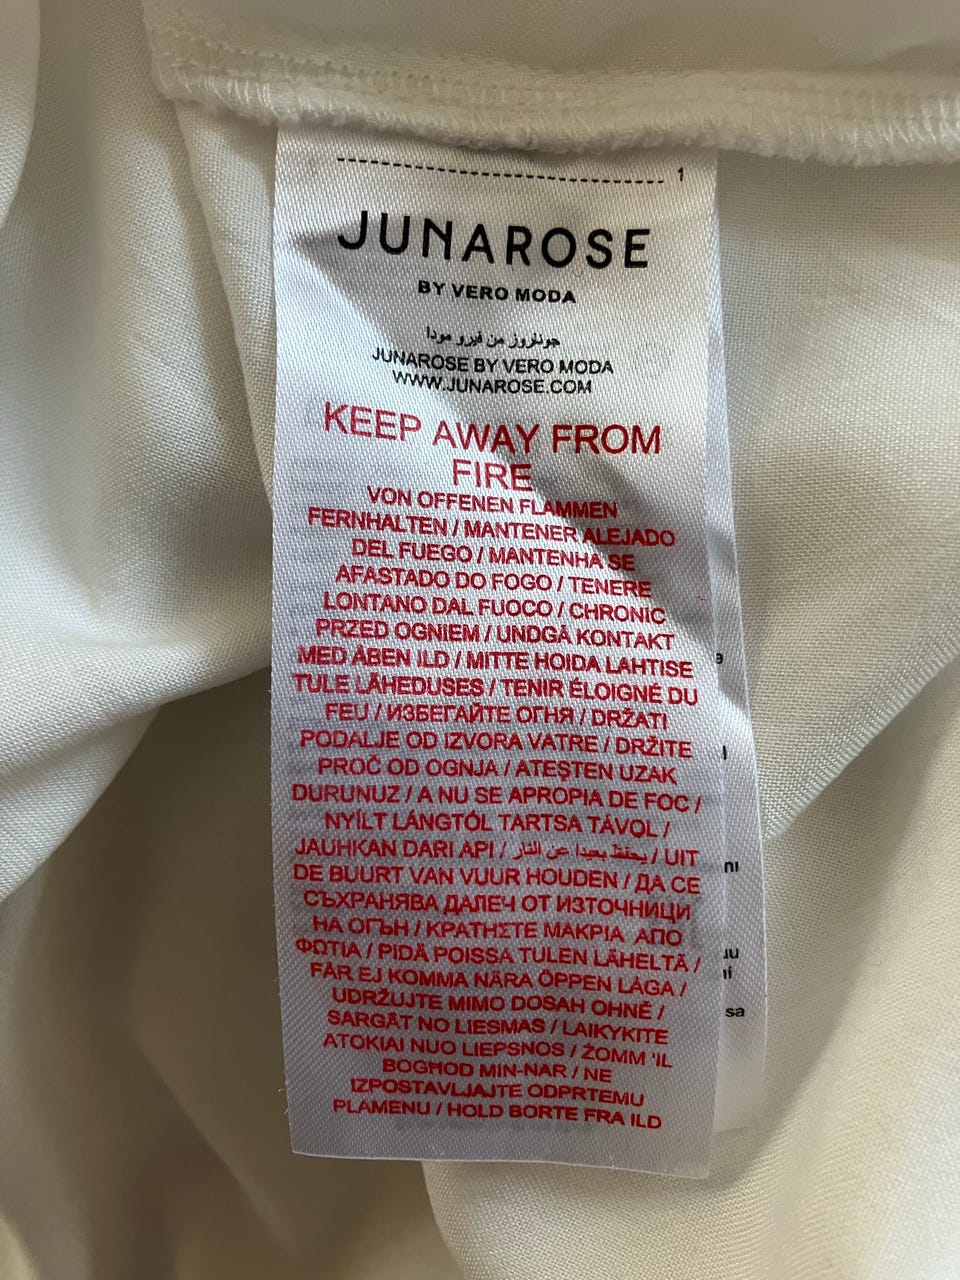 1
JUNAROSE
BY VERO MODA
جوناروز من فيرو مودا
JUNAROSE BY VERO MODA
WWW.JUNAROSE.COM
KEEP AWAY FROM
FIRE
VON OFFENEN FLAMMEN
FERNHALTEN / MANTENER ALEJADO
DEL FUEGO / MANTENHA SE
AFASTADO DO FOGO / TENERE
LONTANO DAL FUOCO / CHRONIC
PRZED OGNIEM / UNDGÅ KONTAKT
MED ÅBEN ILD / MITTE HOIDA LAHTISE
TULE LÄHEDUSES / TENIR ÉLOIGNÉ DU
FEU / ИЗБЕГАЙТЕ ОГНЯ / DRŽATI
PODALJE OD IZVORA VATRE / DRŽITE
PROČ OD OGNJA / ATEŞTEN UZAK
DURUNUZ / A NU SE APROPIA DE FOC /
NYÍLT LÁNGTÓL TARTSA TÁVOL /
JAUHKAN DARI API / يحفظ بعيدا عن النار / UIT
DE BUURT VAN VUUR HOUDEN / ДА СЕ
СЪХРАНЯВА ДАЛЕЧ ОТ ИЗТОЧНИЦИ
НА ОГЪН / ΚΡΑΤΗΣΤΕ ΜΑΚΡΙΑ ΑΠΟ
ΦΩΤΙΑ / PIDÄ POISSA TULEN LÄHELTÄ /
FÅR EJ KOMMA NÄRA ÖPPEN LÅGA /
UDRŽUJTE MIMO DOSAH OHNĚ /
SARGĀT NO LIESMAS / LAIKYKITE
ATOKIAI NUO LIEPSNOS / ŻOMM 'IL
BOGĦOD MIN-NAR / NE
IZPOSTAVLJAJTE ODPRTEMU
PLAMENU / HOLD BORTE FRA ILD